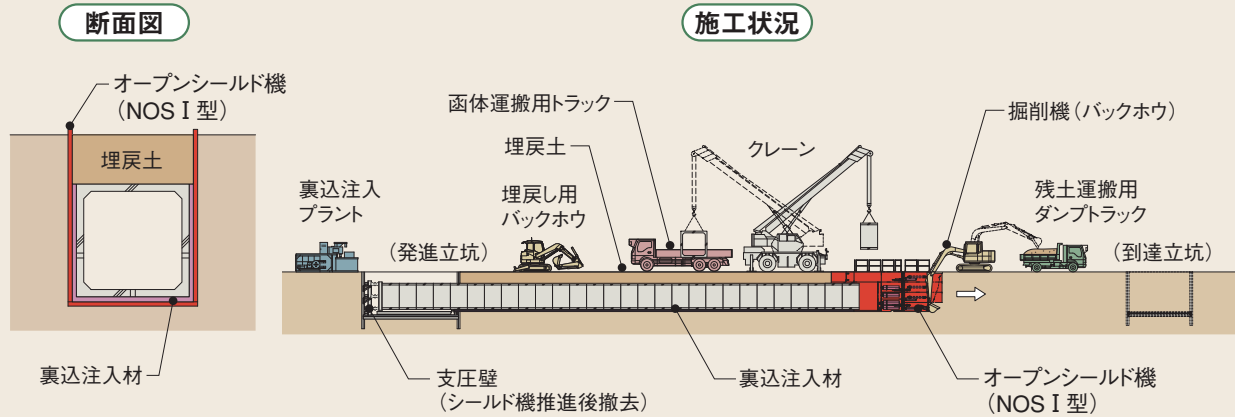 断面図
オープンシールド機
（NOS I 型）
埋戻土
裏込注入材
施工状況
函体運搬用トラック
埋戻土
クレーン
掘削機（バックホウ）
裏込注入
プラント
（発進立坑）
埋戻し用
バックホウ
残土運搬用
ダンプトラック
（到達立坑）
支圧壁
（シールド機推進後撤去）
裏込注入材
オープンシールド機
（NOS I 型）